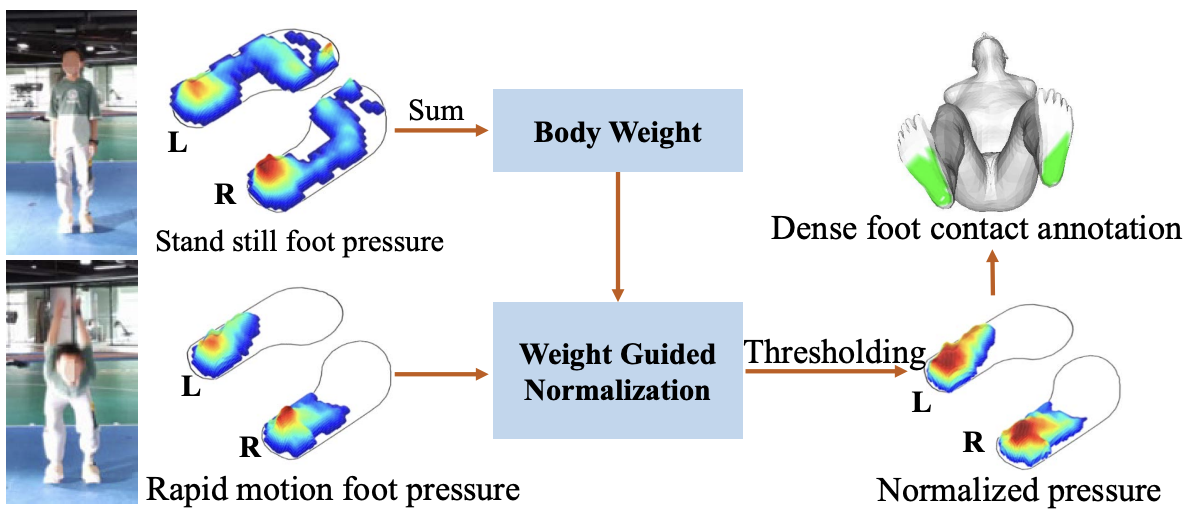 L
R
Stand still foot pressure
Sum
Body Weight
Dense foot contact annotation
L
R
Rapid motion foot pressure
Weight Guided
Normalization
Thresholding
L
R
Normalized pressure